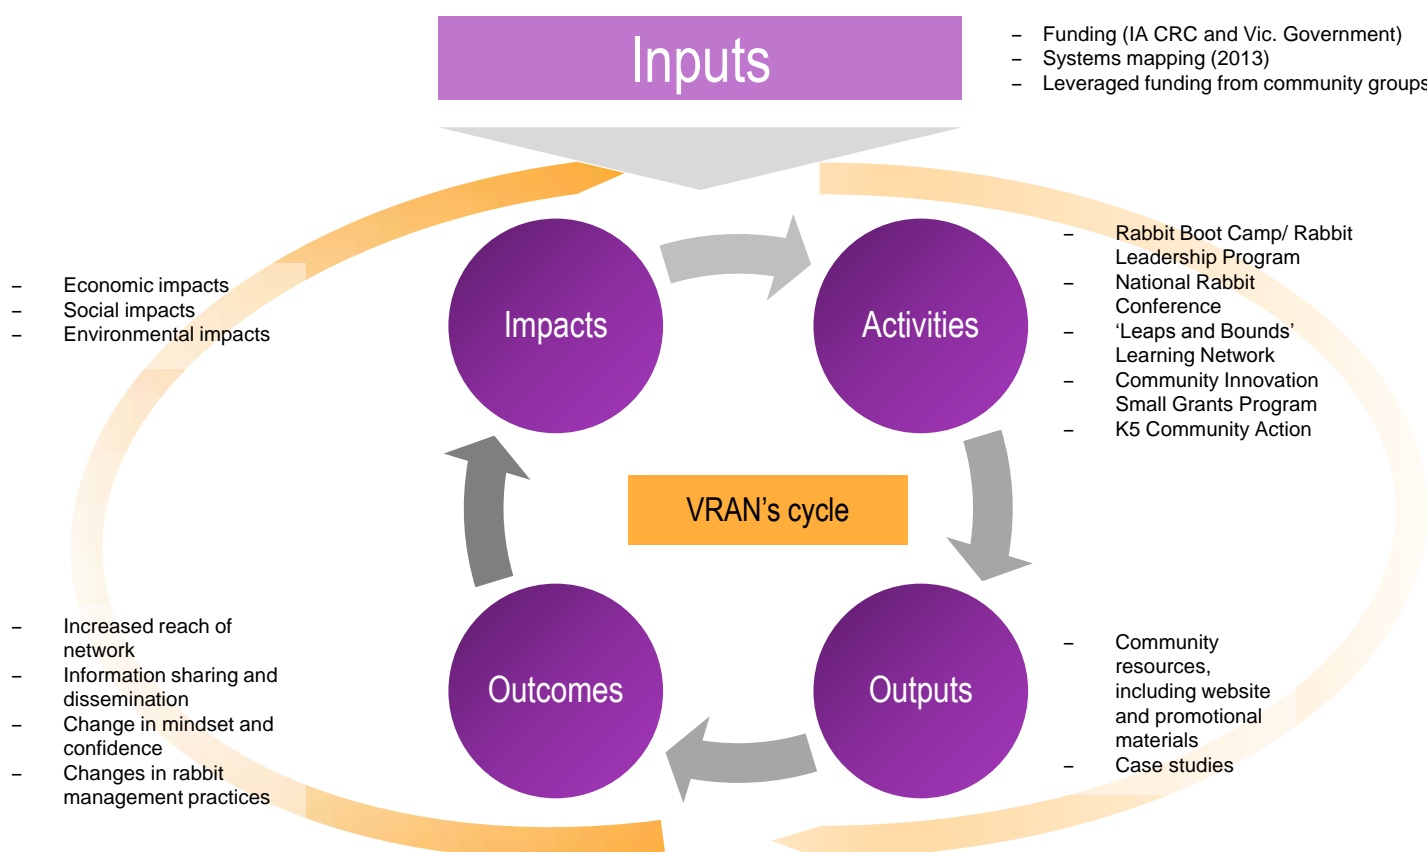 Inputs
– Funding (IA CRC and Vic. Government)
– Systems mapping (2013)
– Leveraged funding from community groups
Impacts
Activities
– Economic impacts
– Social impacts
– Environmental impacts
– Rabbit Boot Camp/ Rabbit
Leadership Program
– National Rabbit
Conference
– ‘Leaps and Bounds’
Learning Network
– Community Innovation
Small Grants Program
– K5 Community Action
VRAN’s cycle
Outcomes
Outputs
– Increased reach of
network
– Information sharing and
dissemination
– Change in mindset and
confidence
– Changes in rabbit
management practices
– Community
resources,
including website
and promotional
materials
– Case studies